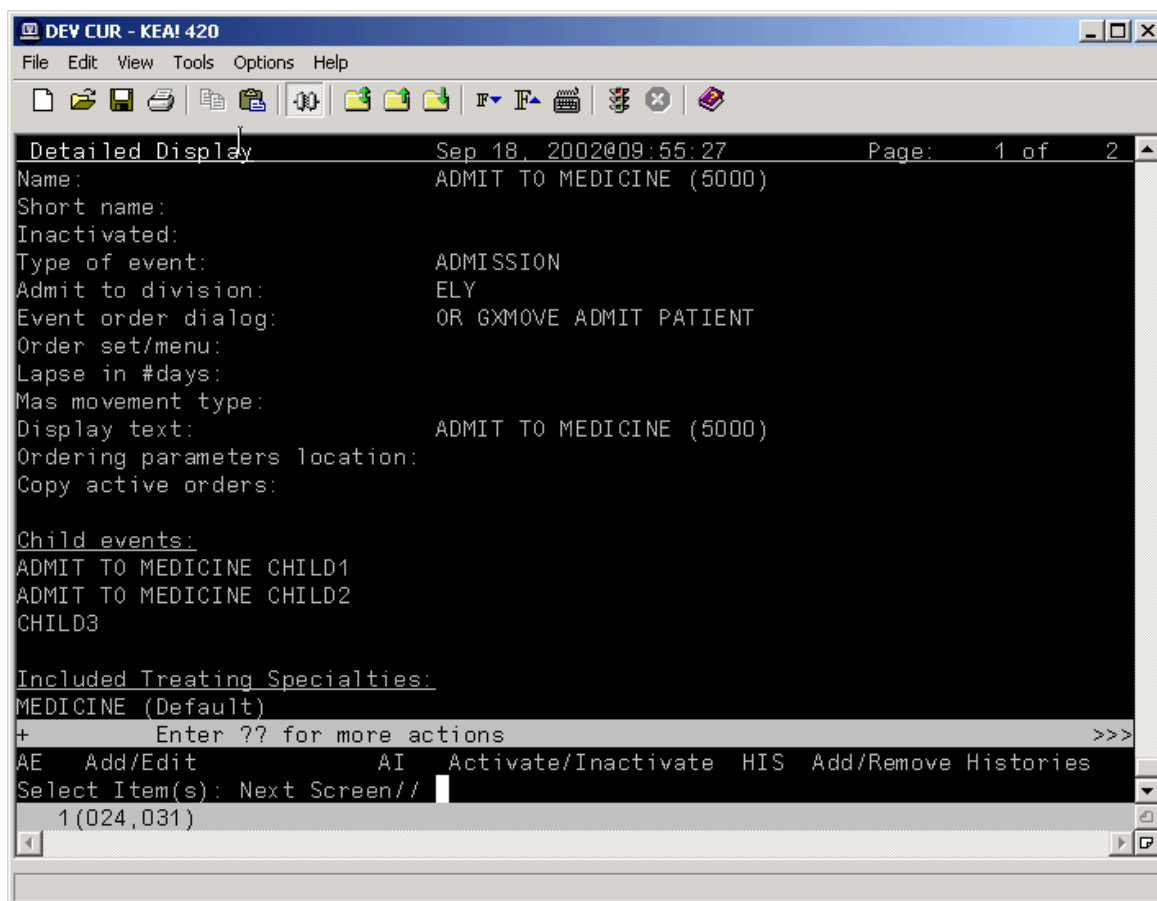 DEV CUR - KEA! 420
File Edit View Tools Options Help
Detailed Display Sep 18, 2002@09:55:27 Page: 1 of 2
Name: ADMIT TO MEDICINE (5000)
Short name:
Inactivated:
Type of event: ADMISSION
Admit to division: ELY
Event order dialog: OR GXMOVE ADMIT PATIENT
Order set/menu:
Lapse in #days:
Mas movement type:
Display text: ADMIT TO MEDICINE (5000)
Ordering parameters location:
Copy active orders:
Child events:
ADMIT TO MEDICINE CHILD1
ADMIT TO MEDICINE CHILD2
CHILD3
Included Treating Specialties:
MEDICINE (Default)
+ Enter ?? for more actions >>>
AE Add/Edit AI Activate/Inactivate HIS Add/Remove Histories
Select Item(s): Next Screen//
1(024,031)